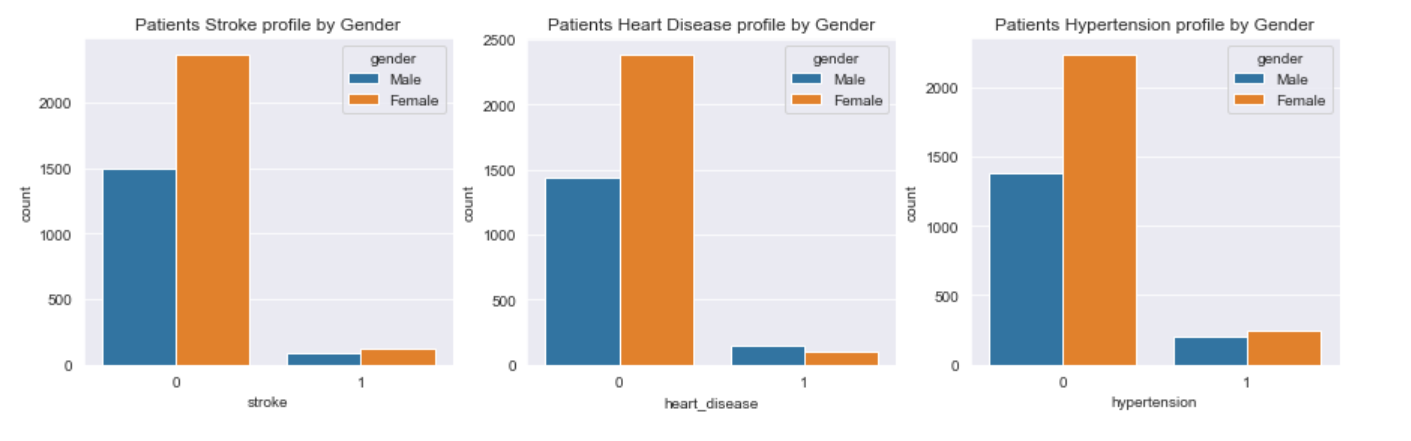 Patients Stroke profile by Gender
gender
Male
Female
2000
1500
1000
500
0
count
0 1
stroke
Patients Heart Disease profile by Gender
gender
Male
Female
2500
2000
1500
1000
500
0
count
0 1
heart_disease
Patients Hypertension profile by Gender
gender
Male
Female
2000
1500
1000
500
0
count
0 1
hypertension